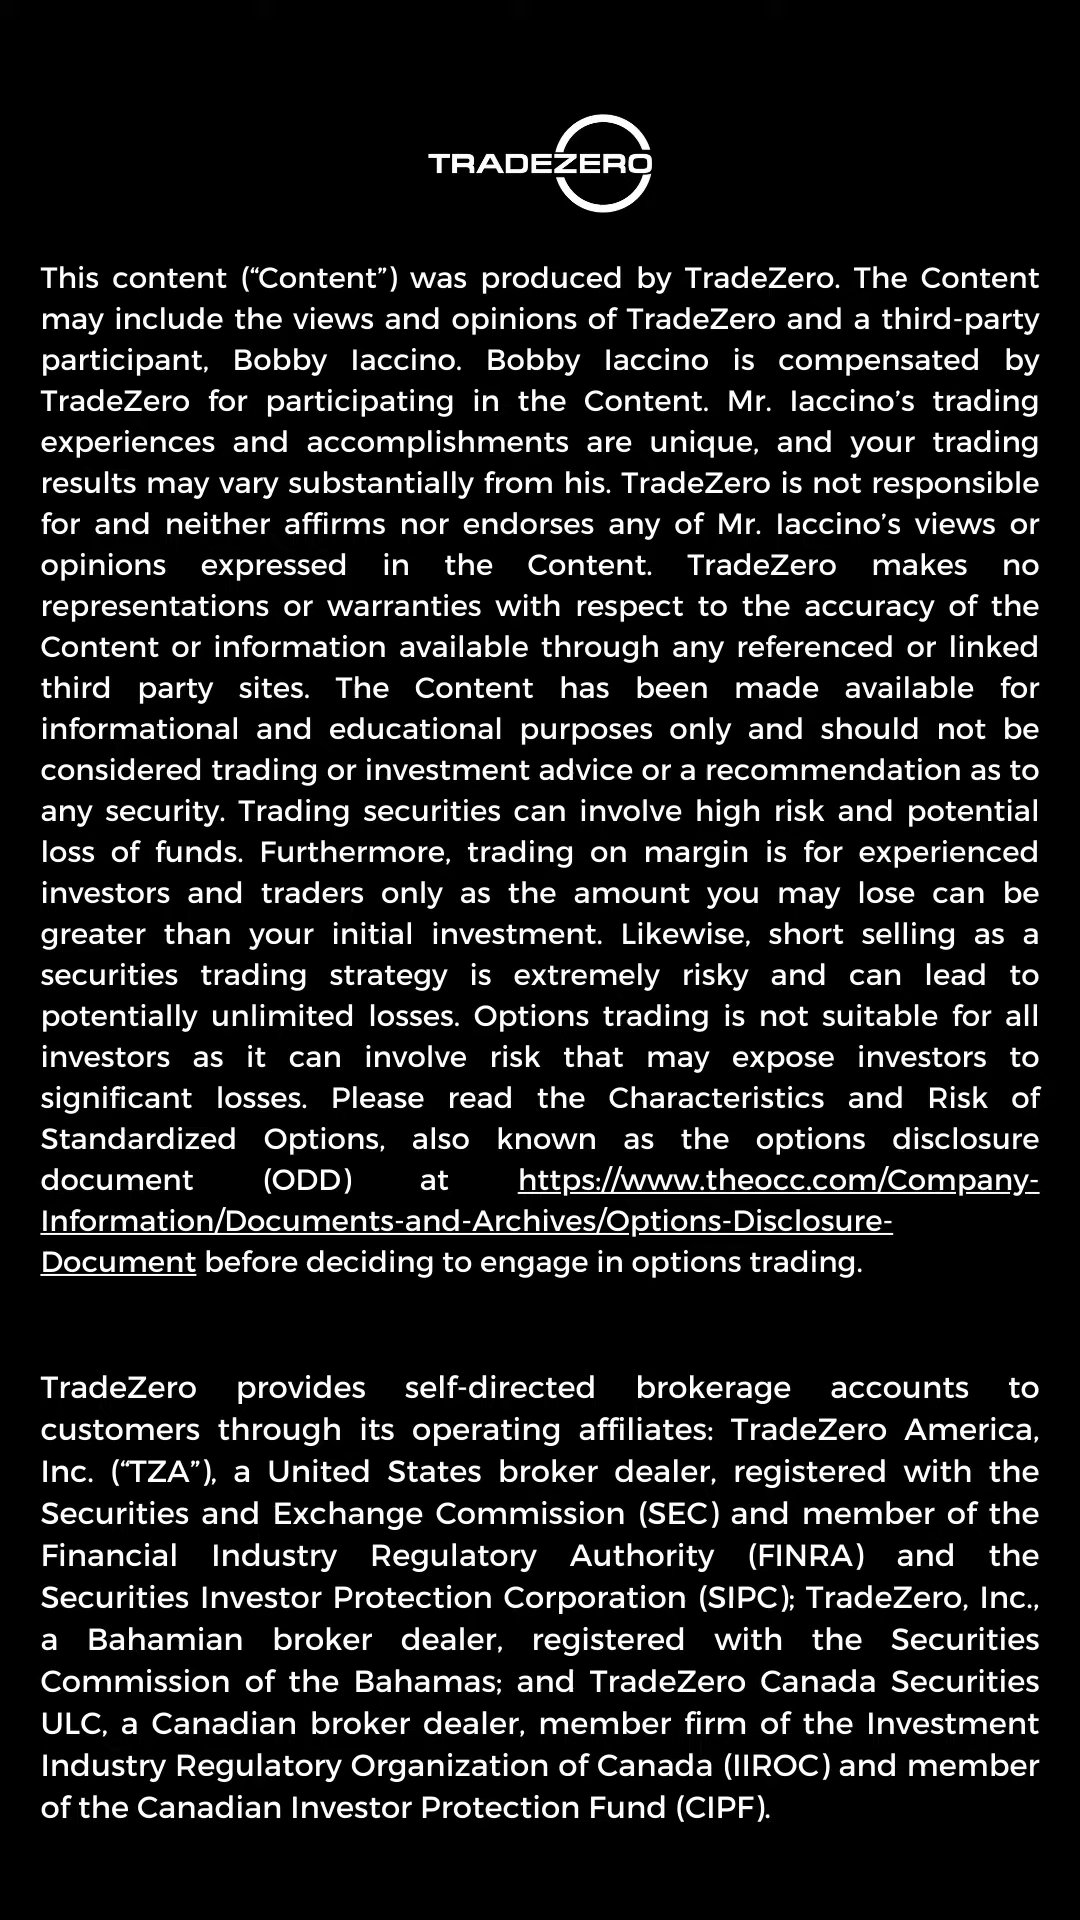 TRADEZERO
This content (“Content”) was produced by TradeZero. The Content
may include the views and opinions of TradeZero and a third-party
participant, Bobby Iaccino. Bobby Iaccino is compensated by
TradeZero for participating in the Content. Mr. Iaccino’s trading
experiences and accomplishments are unique, and your trading
results may vary substantially from his. TradeZero is not responsible
for and neither affirms nor endorses any of Mr. Iaccino’s views or
opinions expressed in the Content. TradeZero makes no
representations or warranties with respect to the accuracy of the
Content or information available through any referenced or linked
third party sites. The Content has been made available for
informational and educational purposes only and should not be
considered trading or investment advice or a recommendation as to
any security. Trading securities can involve high risk and potential
loss of funds. Furthermore, trading on margin is for experienced
investors and traders only as the amount you may lose can be
greater than your initial investment. Likewise, short selling as a
securities trading strategy is extremely risky and can lead to
potentially unlimited losses. Options trading is not suitable for all
investors as it can involve risk that may expose investors to
significant losses. Please read the Characteristics and Risk of
Standardized Options, also known as the options disclosure
document (ODD) at https://www.theocc.com/Company-
Information/Documents-and-Archives/Options-Disclosure-
Document before deciding to engage in options trading.
TradeZero provides self-directed brokerage accounts to
customers through its operating affiliates: TradeZero America,
Inc. (“TZA”), a United States broker dealer, registered with the
Securities and Exchange Commission (SEC) and member of the
Financial Industry Regulatory Authority (FINRA) and the
Securities Investor Protection Corporation (SIPC); TradeZero, Inc.,
a Bahamian broker dealer, registered with the Securities
Commission of the Bahamas; and TradeZero Canada Securities
ULC, a Canadian broker dealer, member firm of the Investment
Industry Regulatory Organization of Canada (IIROC) and member
of the Canadian Investor Protection Fund (CIPF).